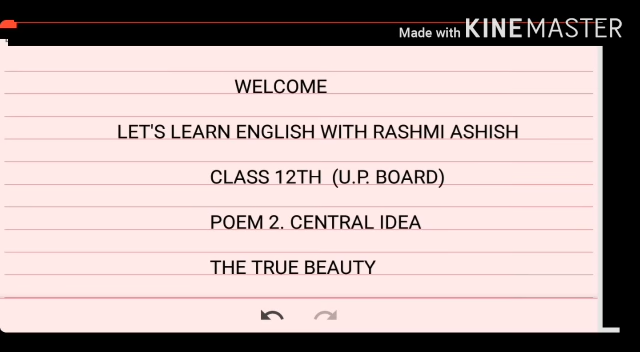 Made with KINEMASTER
WELCOME
LET'S LEARN ENGLISH WITH RASHMI ASHISH
CLASS 12TH (U.P. BOARD)
POEM 2. CENTRAL IDEA
THE TRUE BEAUTY